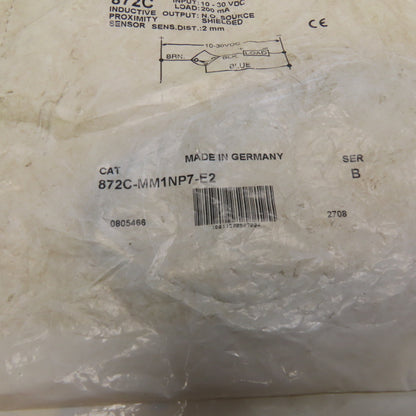 872C INPUT: 10 - 30 VDC
LOAD: 200 mA
INDUCTIVE OUTPUT: N.O. SOURCE
PROXIMITY SHIELDED
SENSOR SENS.DIST: 2 mm
CE
10-30VDC
BRN BLK LOAD
BLUE
MADE IN GERMANY
CAT SER
872C-MM1NP7-E2 B
0805466 2708